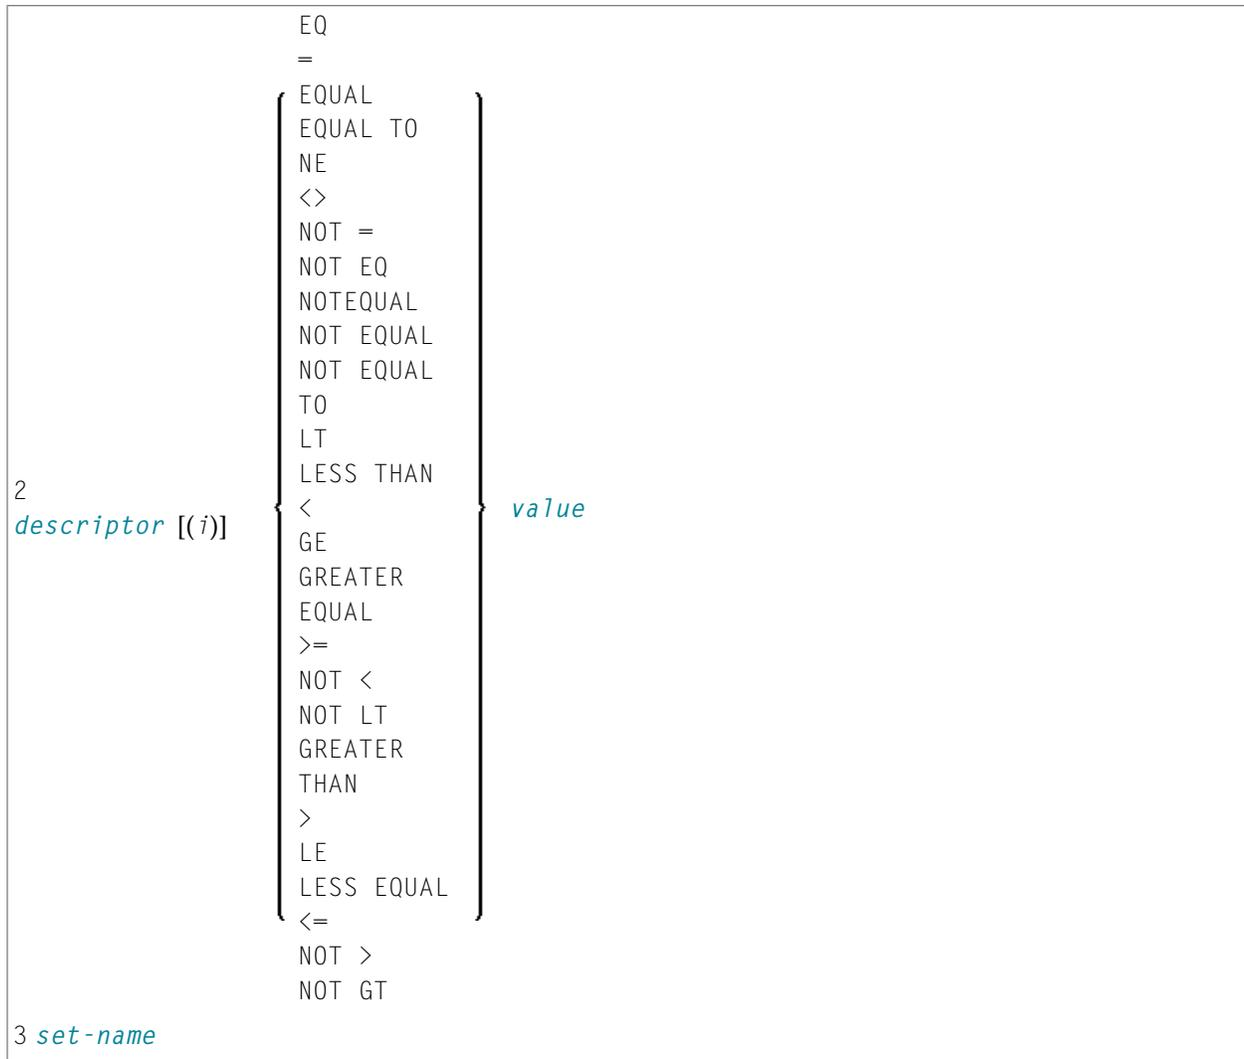 EQ
=
EQUAL
EQUAL TO
NE
<>
NOT =
NOT EQ
NOTEQUAL
NOT EQUAL
NOT EQUAL
TO
LT
LESS THAN
2
descriptor [(i)]
<
value
GE
GREATER
EQUAL
>=
NOT <
NOT LT
GREATER
THAN
>
LE
LESS EQUAL
<=
NOT >
NOT GT
3 set-name